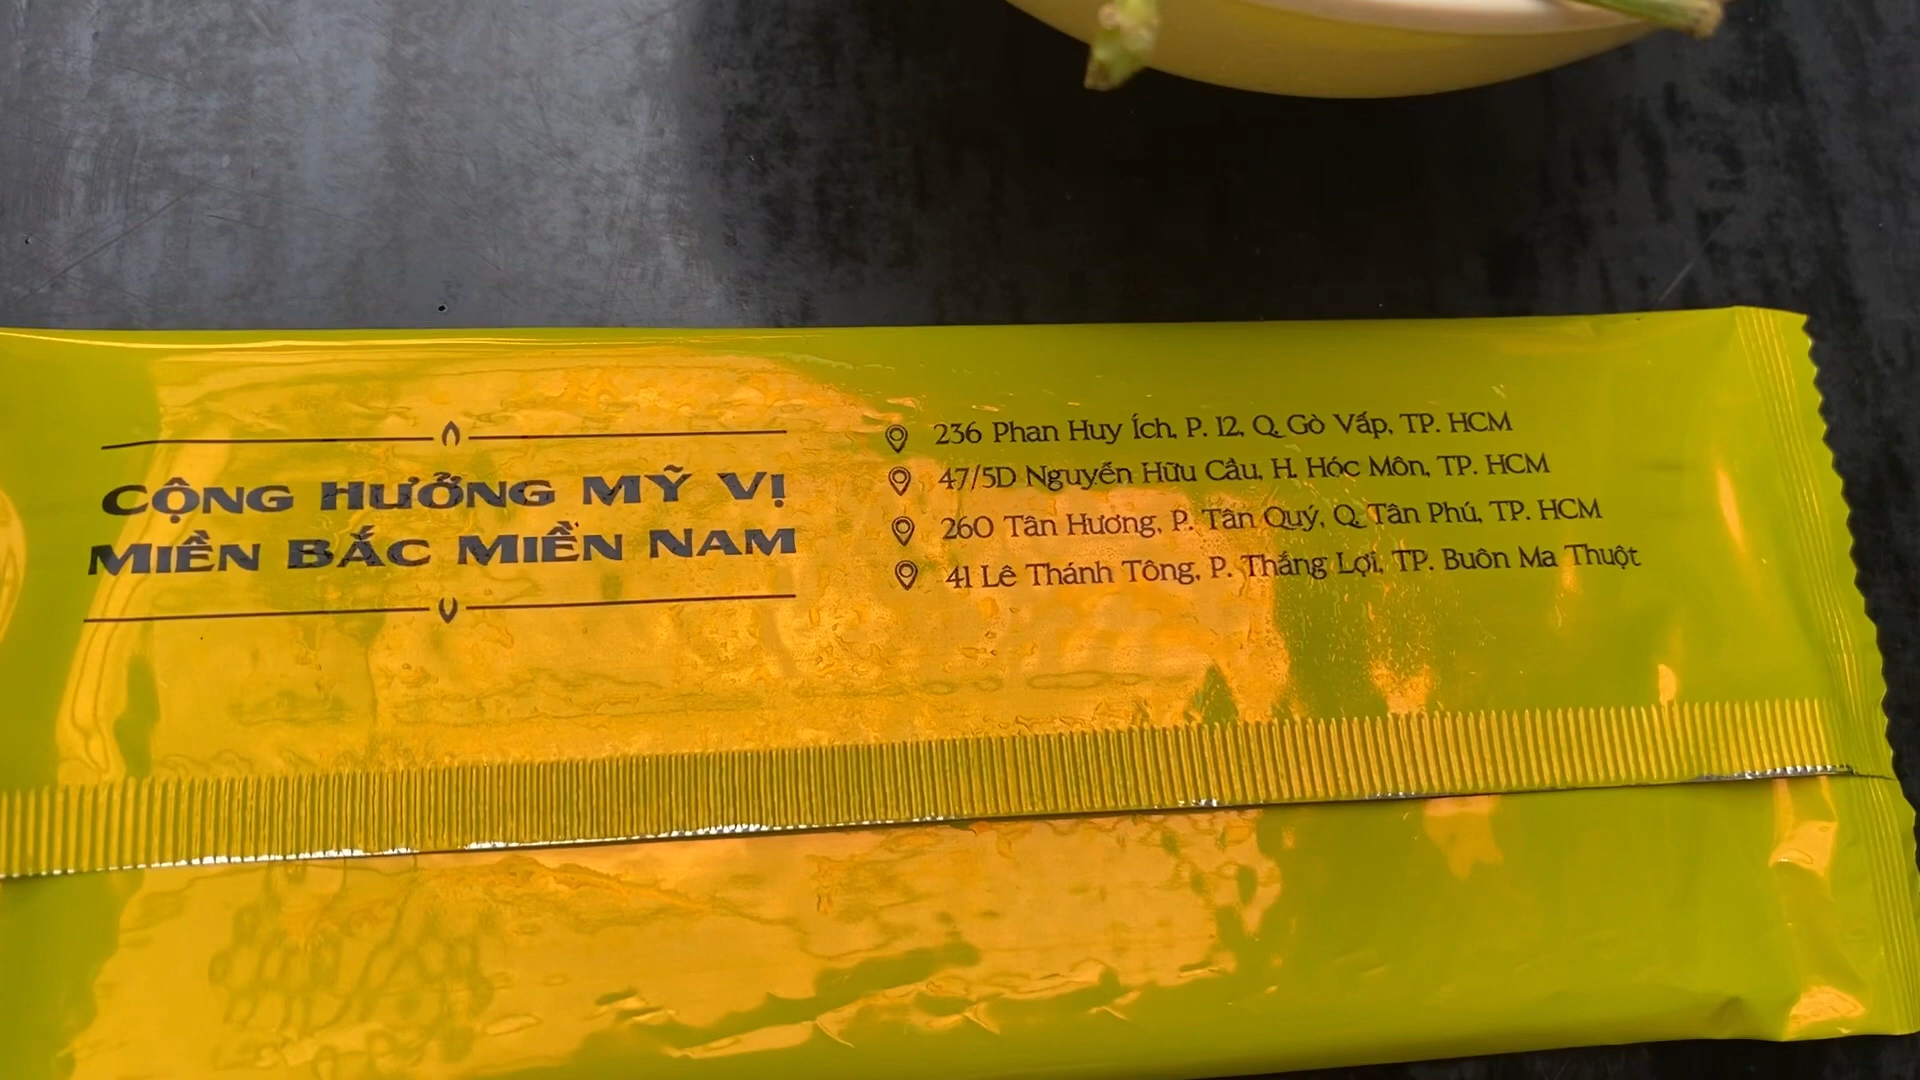 CỘNG HƯỞNG MỸ VỊ
MIỀN BẮC MIỀN NAM
236 Phan Huy Ích, P. 12, Q. Gò Vấp, TP. HCM
47/5D Nguyễn Hữu Cầu, H. Hóc Môn, TP. HCM
260 Tân Hương, P. Tân Quý, Q. Tân Phú, TP. HCM
41 Lê Thánh Tông, P. Thắng Lợi, TP. Buôn Ma Thuột